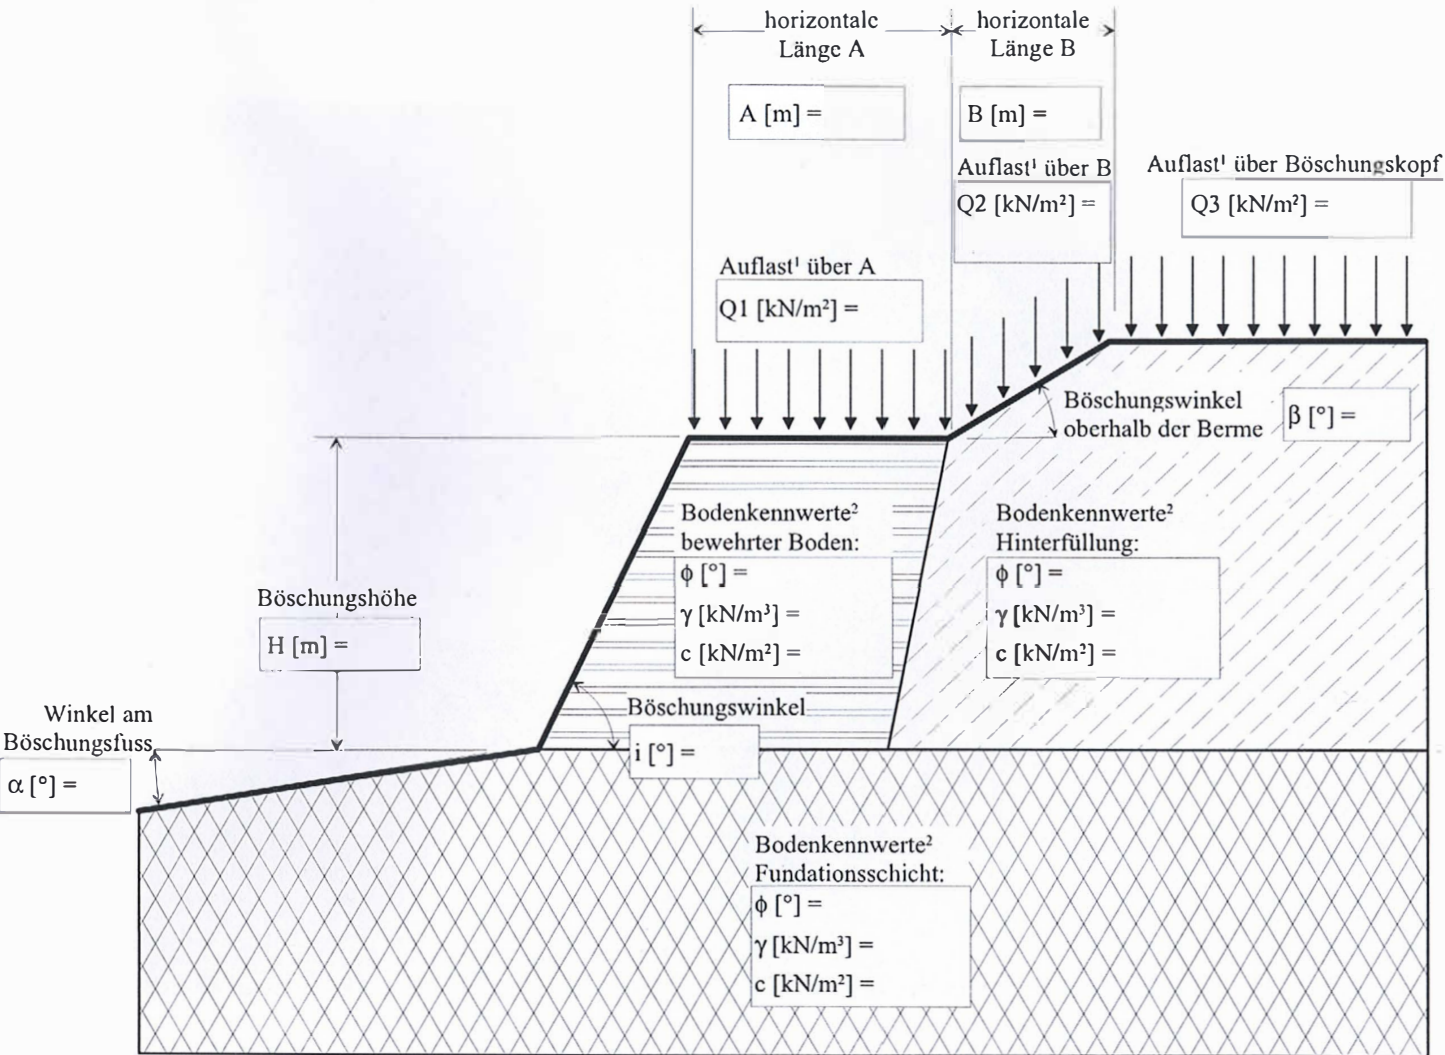 horizontale
Länge A
horizontale
Länge B
A [m] =
B [m] =
Auflast¹ über B
Q2 [kN/m²] =
Auflast¹ über Böschungskopf
Q3 [kN/m²] =
Auflast¹ über A
Q1 [kN/m²] =
Böschungswinkel
oberhalb der Berme
β [°] =
Bodenkennwerte²
bewehrter Boden:
ϕ [°] =
γ [kN/m³] =
c [kN/m²] =
Bodenkennwerte²
Hinterfüllung:
ϕ [°] =
γ [kN/m³] =
c [kN/m²] =
Böschungshöhe
H [m] =
Böschungswinkel
i [°] =
Winkel am
Böschungsfuss
α [°] =
Bodenkennwerte²
Fundationsschicht:
ϕ [°] =
γ [kN/m³] =
c [kN/m²] =